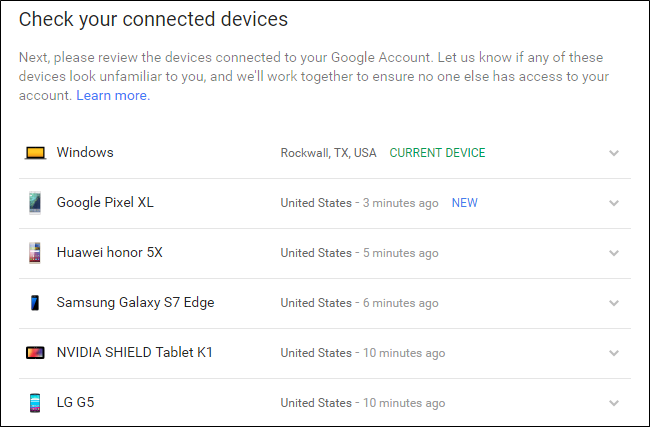 Check your connected devices
Next, please review the devices connected to your Google Account. Let us know if any of these
devices look unfamiliar to you, and we'll work together to ensure no one else has access to your
account. Learn more.
Windows Rockwall, TX, USA CURRENT DEVICE
Google Pixel XL United States - 3 minutes ago NEW
Huawei honor 5X United States - 5 minutes ago
Samsung Galaxy S7 Edge United States - 6 minutes ago
NVIDIA SHIELD Tablet K1 United States - 10 minutes ago
LG G5 United States - 10 minutes ago